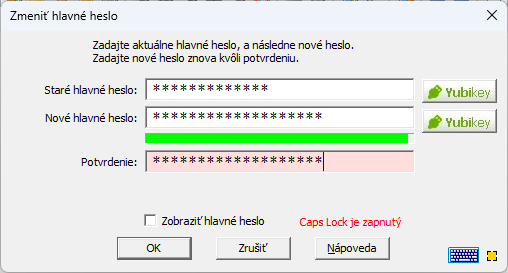 Zmeniť hlavné heslo
Zadajte aktuálne hlavné heslo, a následne nové heslo.
Zadajte nové heslo znova kvôli potvrdeniu.
Staré hlavné heslo: *************
Yubikey
Nové hlavné heslo: *******************
Yubikey
Potvrdenie: *******************
Zobraziť hlavné heslo
Caps Lock je zapnutý
OK
Zrušiť
Nápoveda